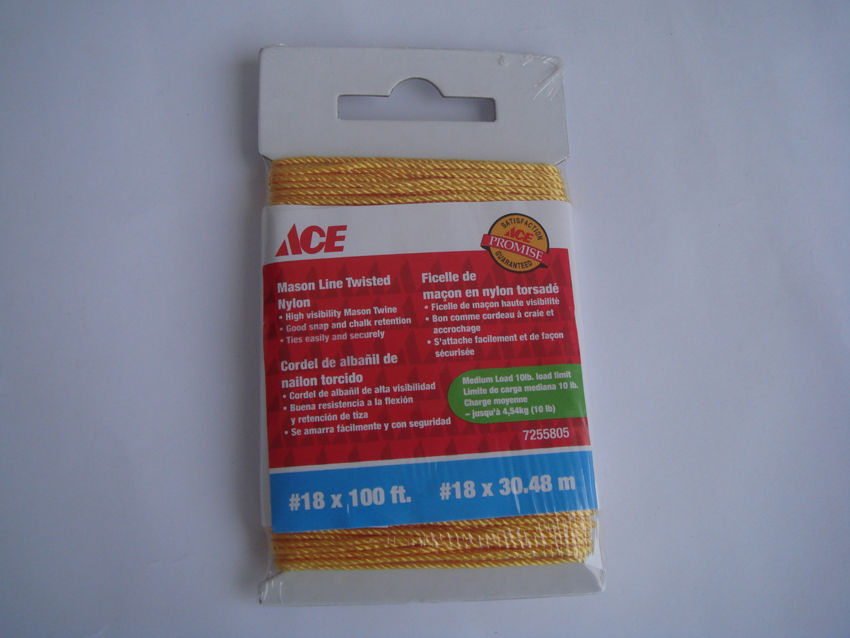 ACE
SATISFACTION
ACE
PROMISE
GUARANTEED
Mason Line Twisted
Nylon
• High visibility Mason Twine
• Good snap and chalk retention
• Ties easily and securely
Ficelle de
maçon en nylon torsadé
• Ficelle de maçon haute visibilité
• Bon comme cordeau à craie et
accrochage
• S'attache facilement et de façon
sécurisée
Cordel de albañil de
nailon torcido
• Cordel de albañil de alta visibilidad
• Buena resistencia a la flexión
y retención de tiza
• Se amarra fácilmente y con seguridad
Medium Load 10lb. load limit
Límite de carga mediana 10 lb.
Charge moyenne
– jusqu'à 4,54kg (10 lb)
7255805
#18 x 100 ft. #18 x 30.48 m